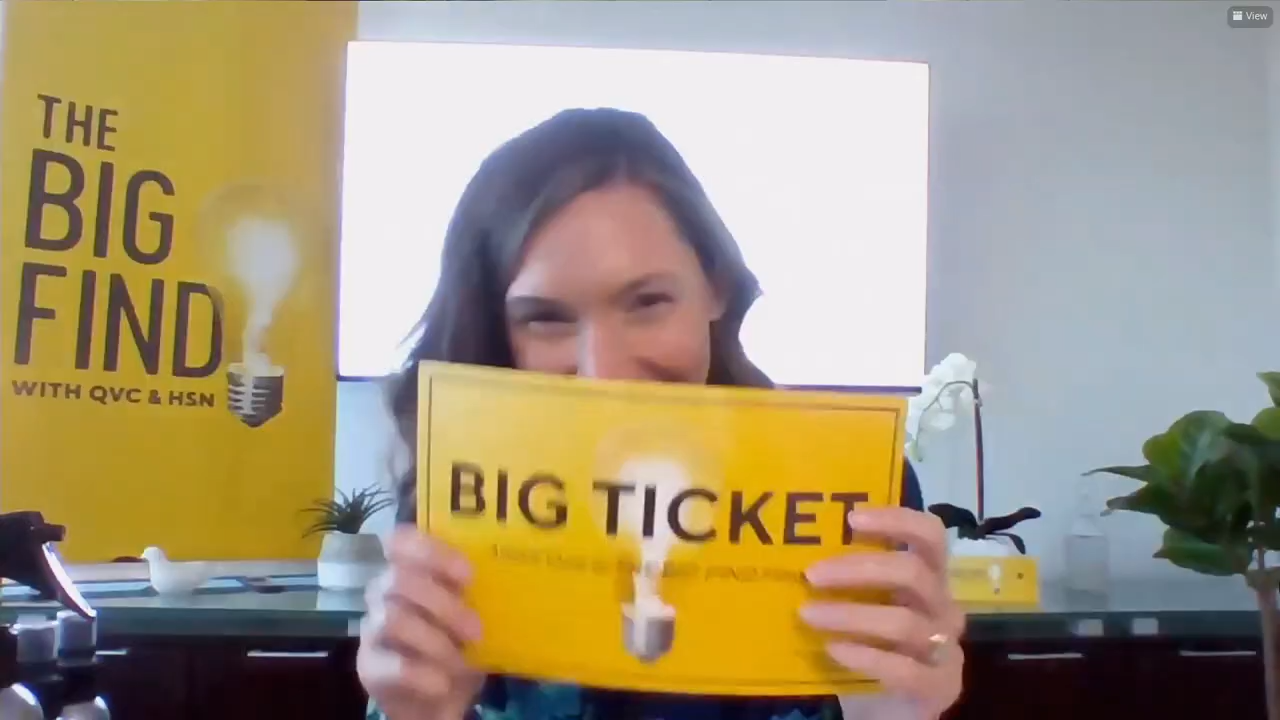 THE
BIG
FIND
WITH QVC & HSN
View
BIG TICKET